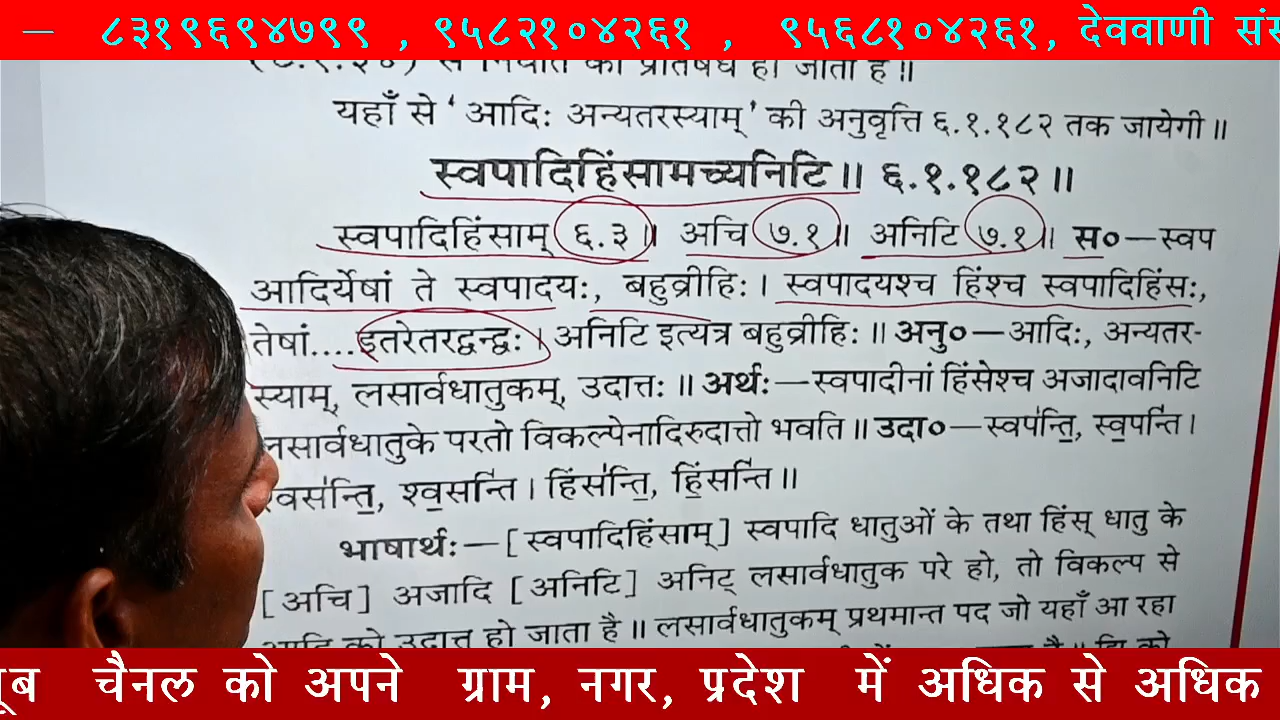 — ८३१९६९४७९९ , ९५८२१०४२६१ , ९५६८१०४२६१, देववाणी संस
यहाँ से ‘ आदिः अन्यतरस्याम् ’ की अनुवृत्ति ६.१.१८२ तक जायेगी ॥
स्वपादिहिंसामच्यनिटि ॥ ६.१.१८२ ॥
स्वपादिहिंसाम् ६.३ ॥ अचि ७.१ ॥ अनिटि ७.१ ॥ स०—स्वप
आदिर्येषां ते स्वपादयः, बहुव्रीहिः । स्वपादयश्च हिंश्च स्वपादिहिंसः,
तेषां....इतरेतरद्वन्द्वः । अनिटि इत्यत्र बहुव्रीहिः ॥ अनु०—आदिः, अन्यतर-
स्याम्, लसार्वधातुकम्, उदात्तः ॥ अर्थः—स्वपादीनां हिंसेश्च अजादावनिटि
लसार्वधातुके परतो विकल्पेनादिरुदात्तो भवति ॥ उदा०—स्वप॑न्ति॒, स्व॒पन्ति॑ ।
श्वस॑न्ति॒, श्व॒सन्ति॑ । हिंस॑न्ति॒, हिं॒सन्ति॑ ॥
भाषार्थः—[स्वपादिहिंसाम्] स्वपादि धातुओं के तथा हिंस् धातु के
[अचि] अजादि [अनिटि] अनिट् लसार्वधातुक परे हो, तो विकल्प से
आदि को उदात्त हो जाता है ॥ लसार्वधातुकम् प्रथमान्त पद जो यहाँ आ रहा
यूब चैनल को अपने ग्राम, नगर, प्रदेश में अधिक से अधिक